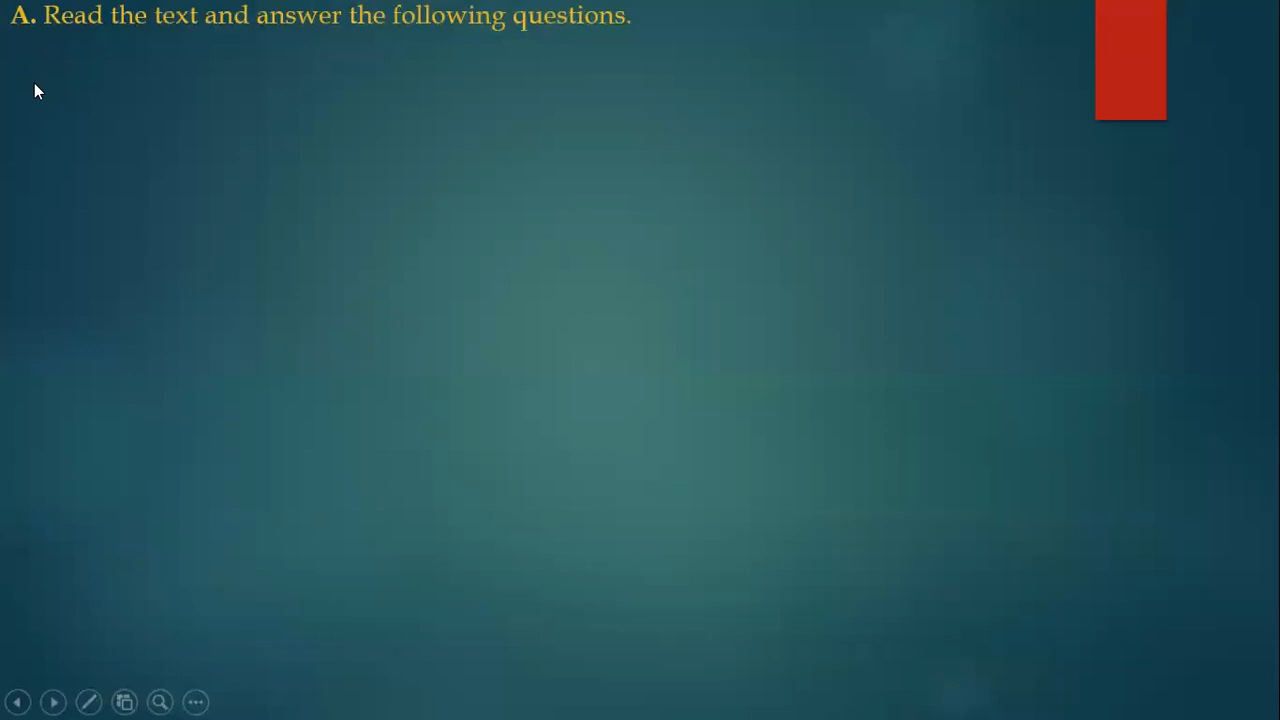 A. Read the text and answer the following questions.